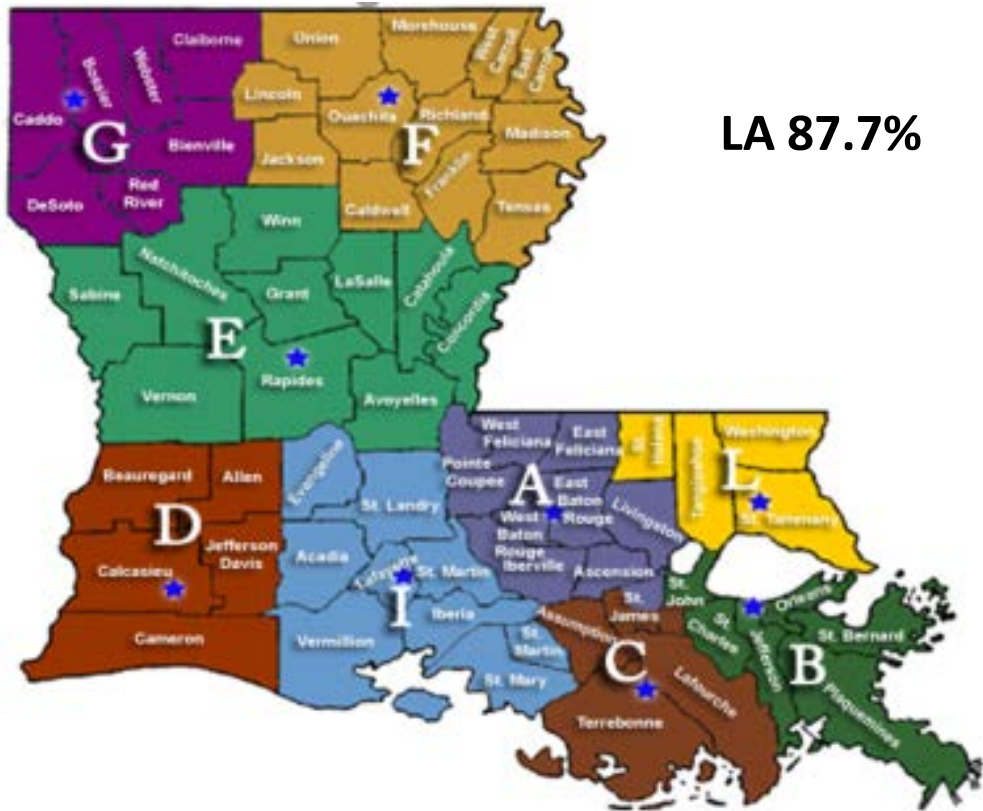 LA 87.7%
Claiborne
Webster
Bossier
Caddo
G
Bienville
Red
River
DeSoto
Union
Morehouse
West
Carroll
East
Carroll
Lincoln
Ouachita
Richland
Madison
F
Jackson
Franklin
Caldwell
Tensas
Winn
Natchitoches
Sabine
Grant
LaSalle
Catahoula
Concordia
E
Rapides
Vernon
Avoyelles
Beauregard
Allen
D
Jefferson
Davis
Calcasieu
Cameron
Evangeline
St. Landry
Acadia
Lafayette
St. Martin
I
Iberia
Vermillion
St.
Martin
St. Mary
West
Feliciana
East
Feliciana
Pointe
Coupee
A
East
Baton
Rouge
West
Baton
Rouge
Iberville
Livingston
Ascension
St.
Helena
Tangipahoa
Washington
L
St. Tammany
Assumption
St.
James
C
Lafourche
Terrebonne
St.
John
St.
Charles
Jefferson
Orleans
St. Bernard
B
Plaquemines